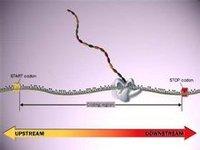 START codon
STOP codon
coding region
UPSTREAM DOWNSTREAM